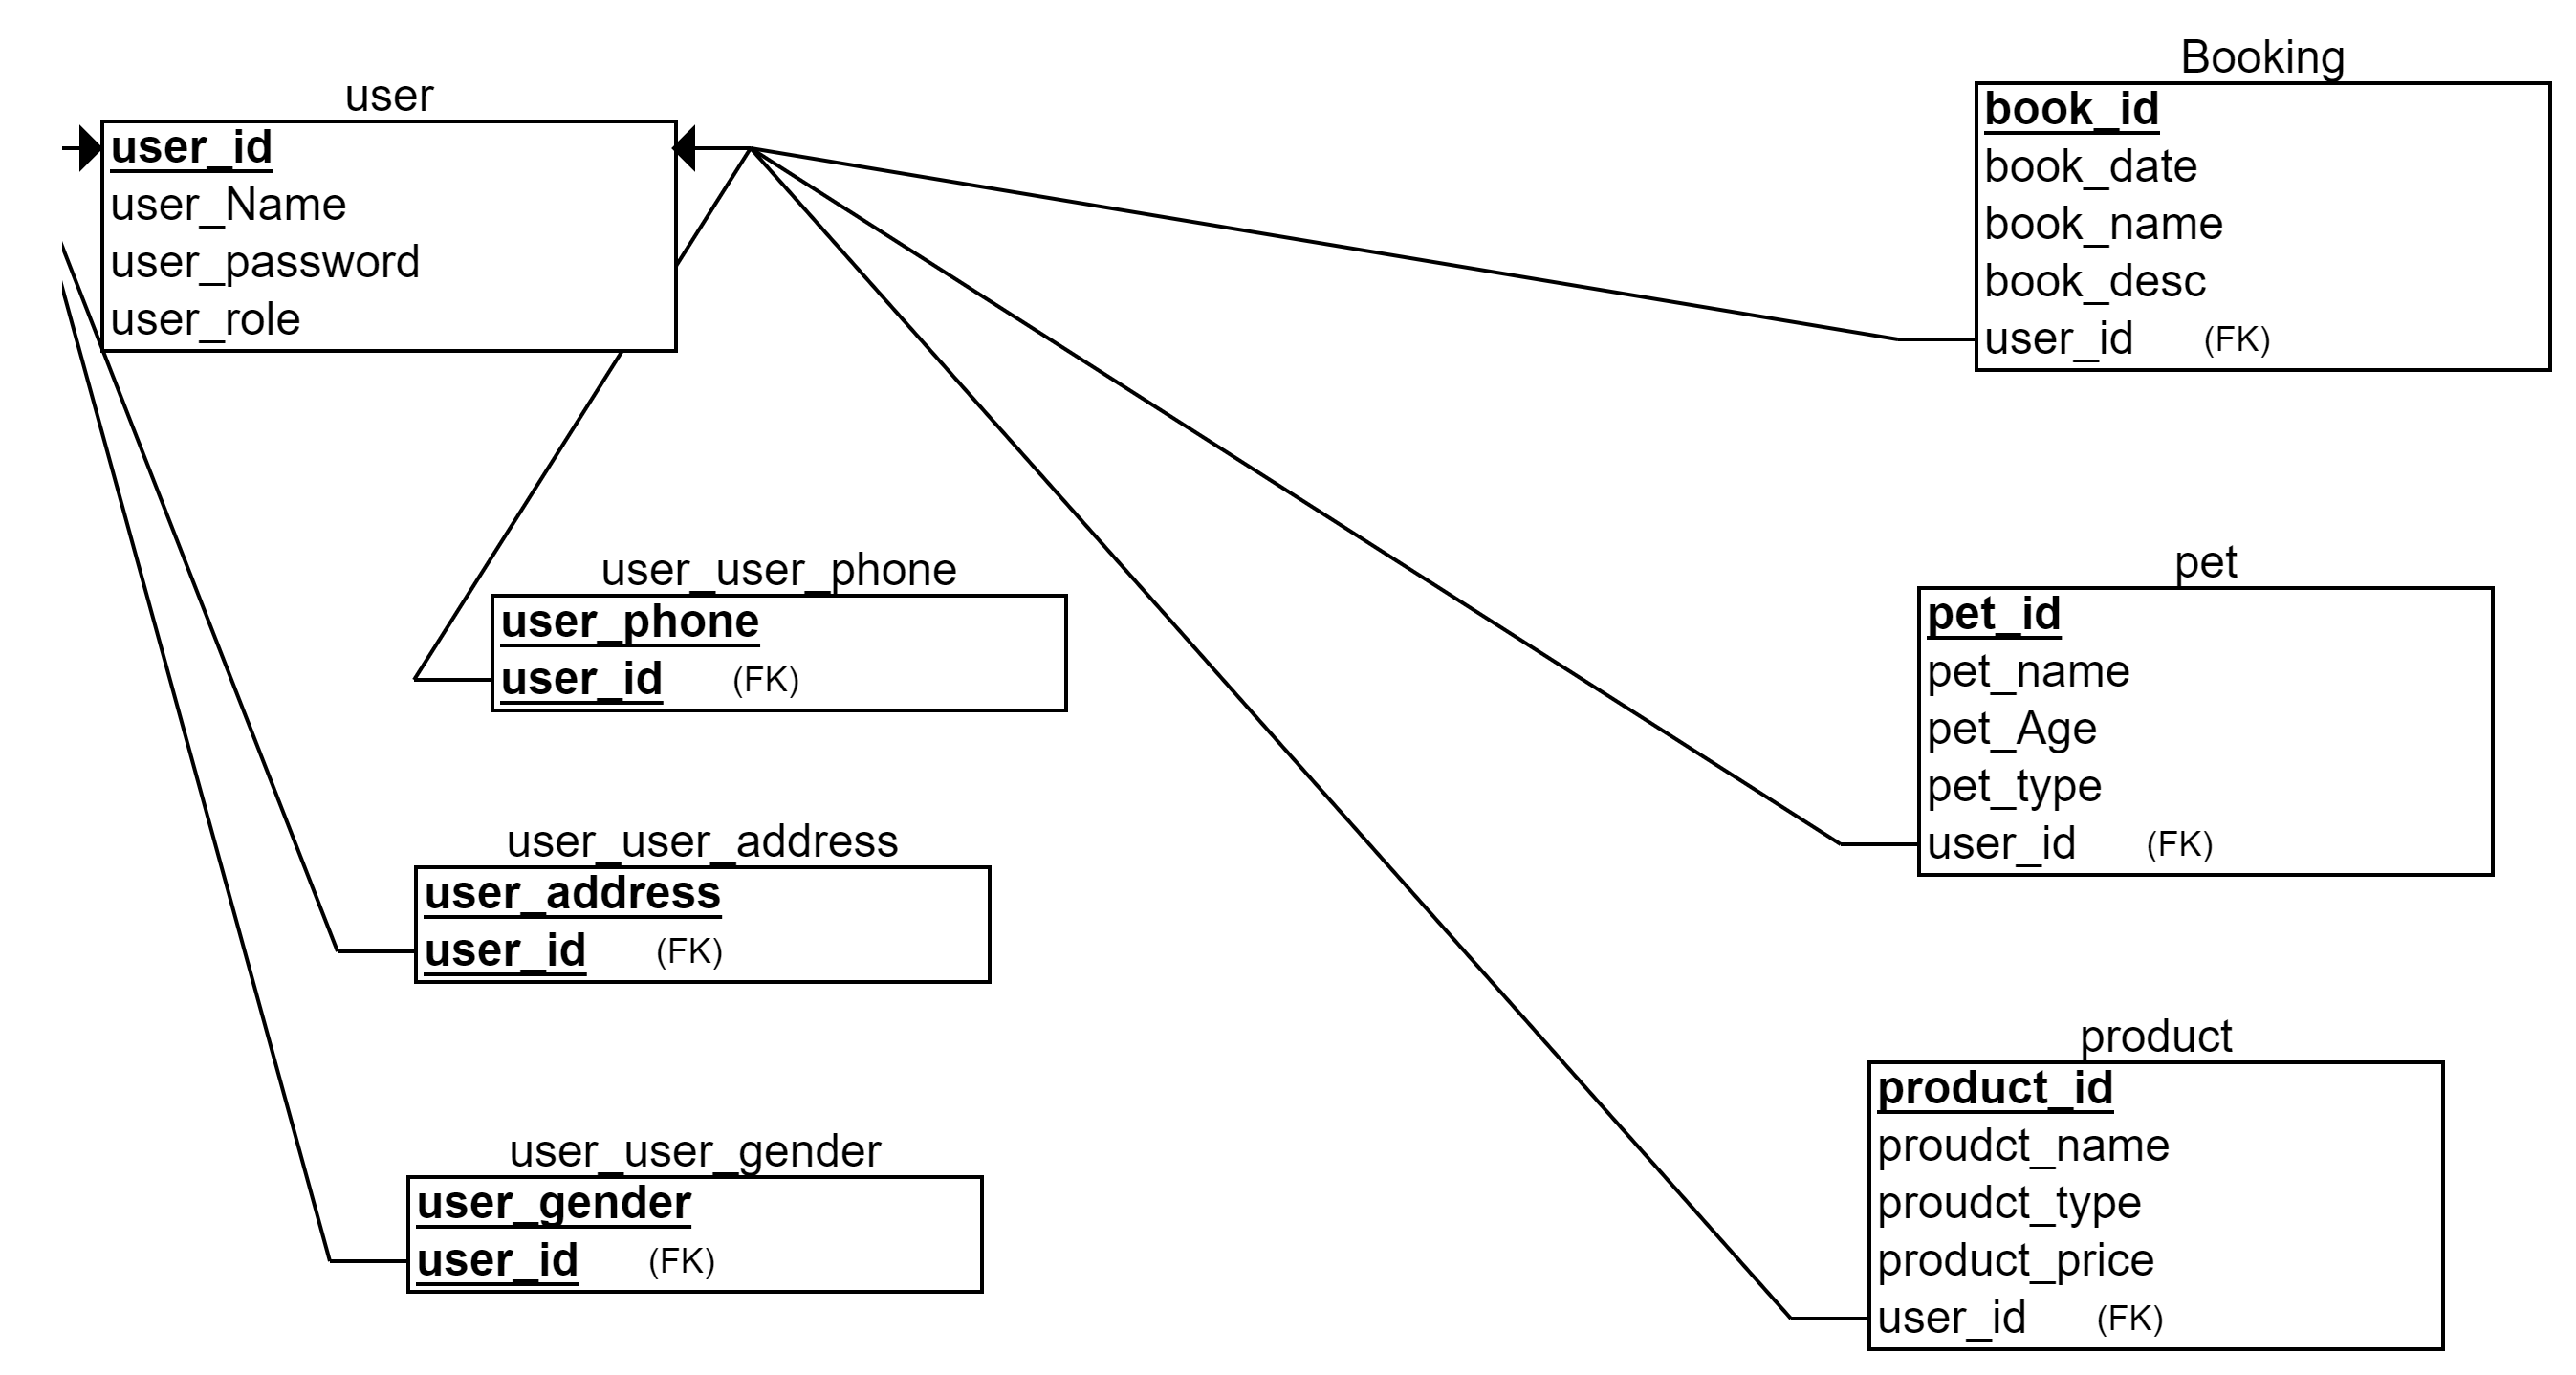 user
user_id
user_Name
user_password
user_role
Booking
book_id
book_date
book_name
book_desc
user_id (FK)
user_user_phone
user_phone
user_id (FK)
pet
pet_id
pet_name
pet_Age
pet_type
user_id (FK)
user_user_address
user_address
user_id (FK)
user_user_gender
user_gender
user_id (FK)
product
product_id
proudct_name
proudct_type
product_price
user_id (FK)